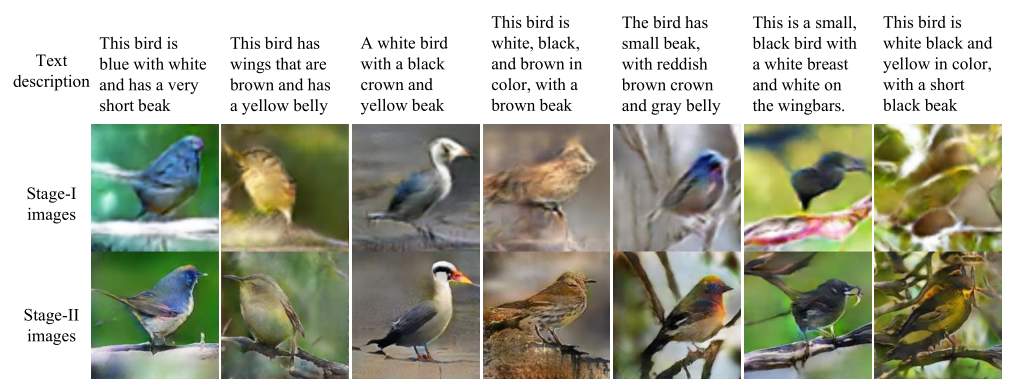 Text
description
This bird is
blue with white
and has a very
short beak
This bird has
wings that are
brown and has
a yellow belly
A white bird
with a black
crown and
yellow beak
This bird is
white, black,
and brown in
color, with a
brown beak
The bird has
small beak,
with reddish
brown crown
and gray belly
This is a small,
black bird with
a white breast
and white on
the wingbars.
This bird is
white black and
yellow in color,
with a short
black beak
Stage-I
images
Stage-II
images